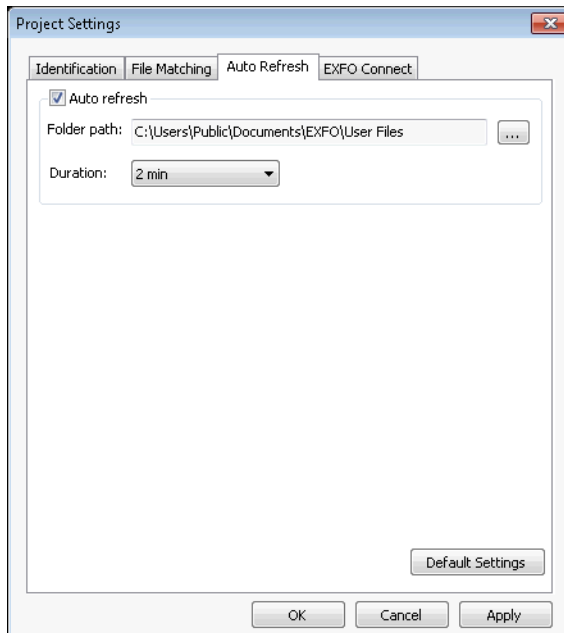 Project Settings
Identification File Matching Auto Refresh EXFO Connect
Auto refresh
Folder path: C:\Users\Public\Documents\EXFO\User Files ...
Duration: 2 min
Default Settings
OK Cancel Apply